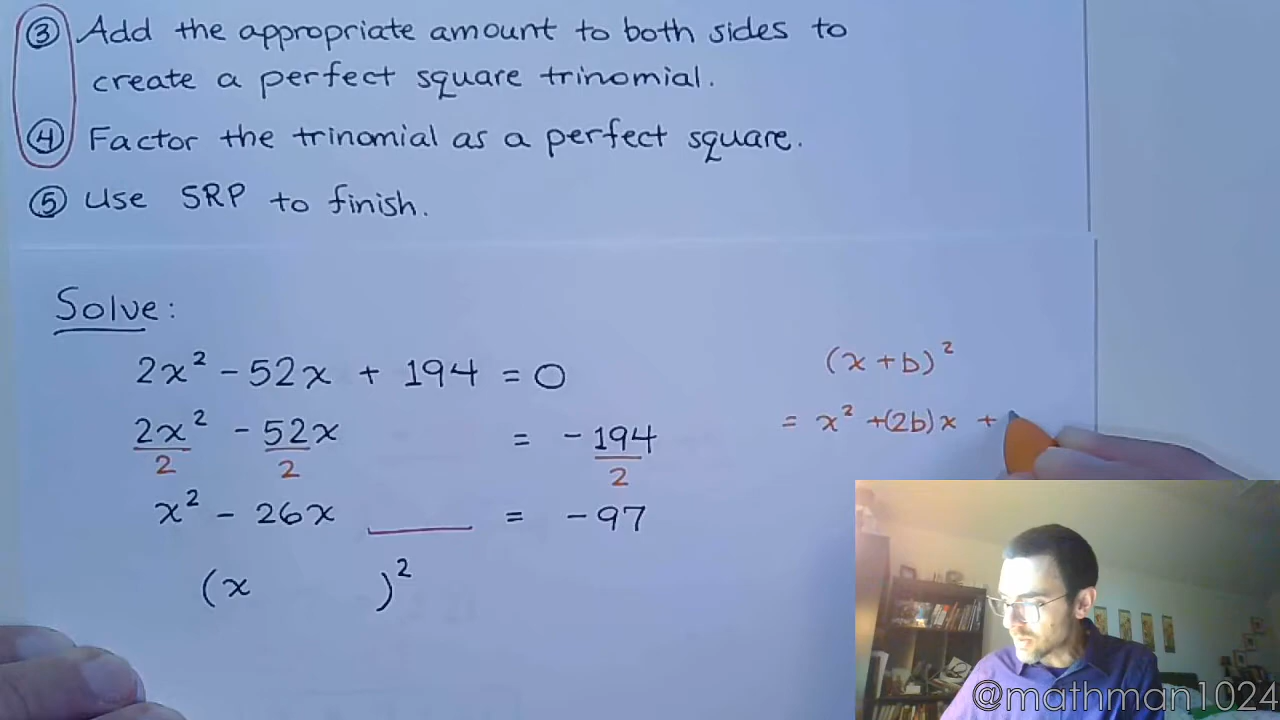 ③ Add the appropriate amount to both sides to
create a perfect square trinomial.
④ Factor the trinomial as a perfect square.
⑤ Use SRP to finish.
Solve:
2x² - 52x + 194 = 0
(x + b)²
2x²/2 - 52x/2 = -194/2
= x² +(2b)x +
x² - 26x ____ = -97
(x )²
@mathman1024